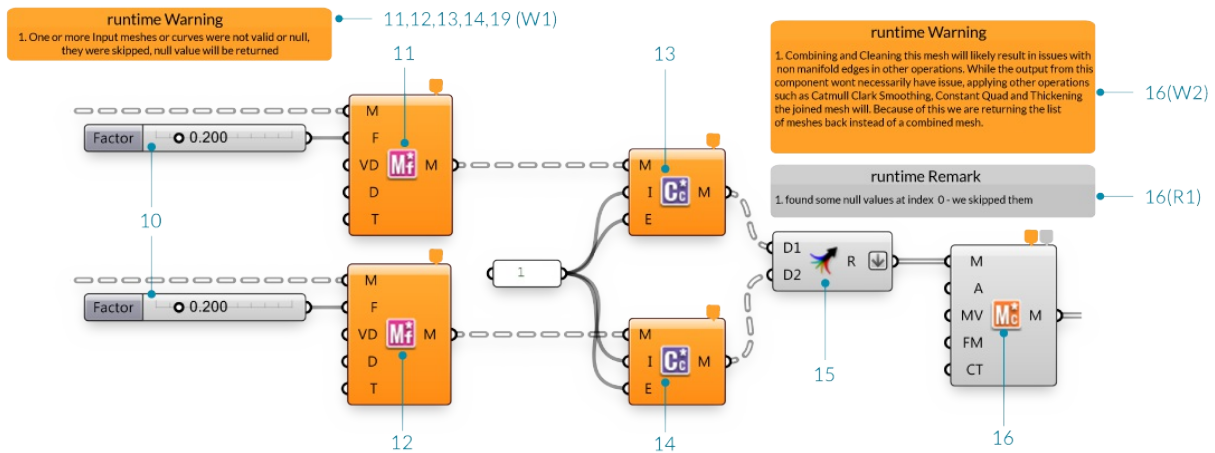 runtime Warning
1. One or more Input meshes or curves were not valid or null,
they were skipped, null value will be returned
11,12,13,14,19 (W1)
runtime Warning
1. Combining and Cleaning this mesh will likely result in issues with
non manifold edges in other operations. While the output from this
component wont necessarily have issue, applying other operations
such as Catmull Clark Smoothing, Constant Quad and Thickening
the joined mesh will. Because of this we are returning the list
of meshes back instead of a combined mesh.
16(W2)
runtime Remark
1. found some null values at index 0 - we skipped them
16(R1)
11
M
F
VD
D
T
Mf
M
Factor
0.200
10
Factor
0.200
M
F
VD
D
T
Mf
M
12
13
M
I
E
Cc
M
1
M
I
E
Cc
M
14
D1
D2
R
15
M
A
MV
FM
CT
Mc
M
16